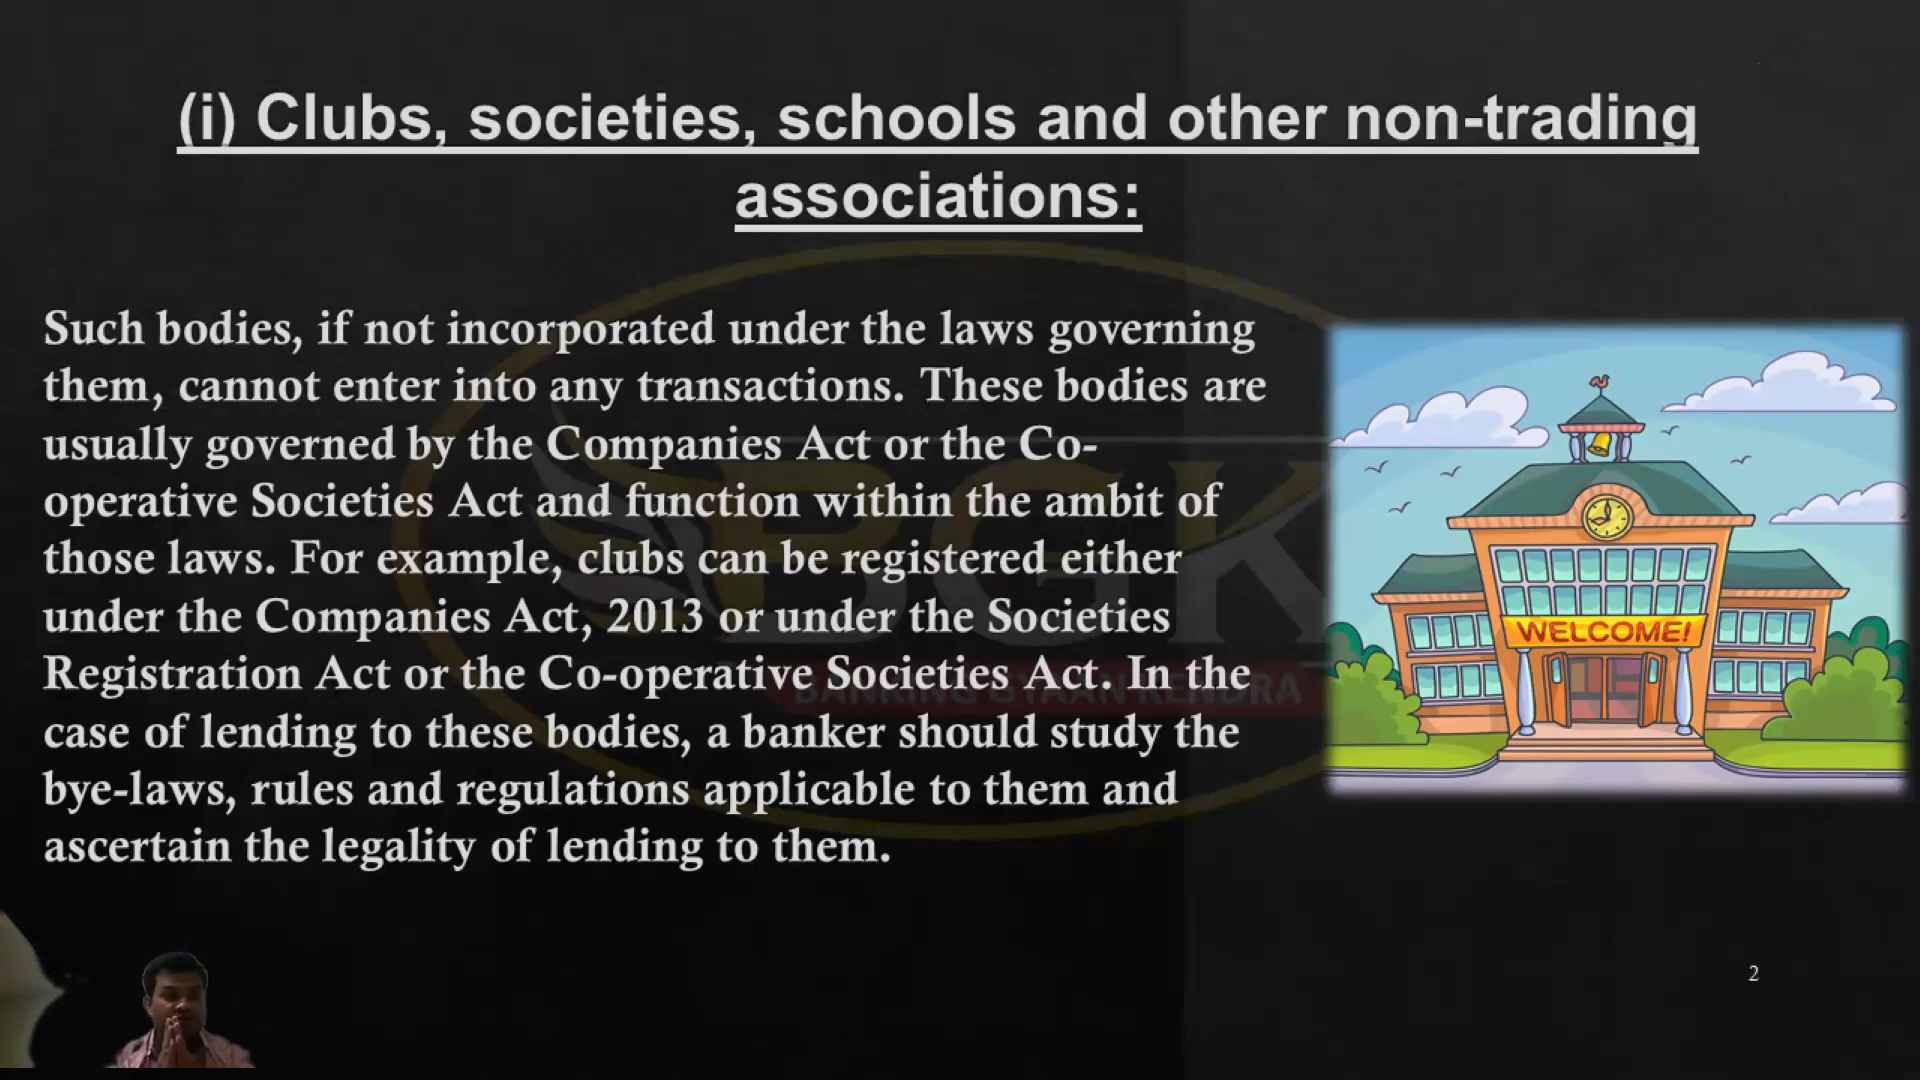 (i) Clubs, societies, schools and other non-trading
associations:
Such bodies, if not incorporated under the laws governing
them, cannot enter into any transactions. These bodies are
usually governed by the Companies Act or the Co-
operative Societies Act and function within the ambit of
those laws. For example, clubs can be registered either
under the Companies Act, 2013 or under the Societies
Registration Act or the Co-operative Societies Act. In the
case of lending to these bodies, a banker should study the
bye-laws, rules and regulations applicable to them and
ascertain the legality of lending to them.
WELCOME!
BGK
BANKING GYAAN KENDRA
2